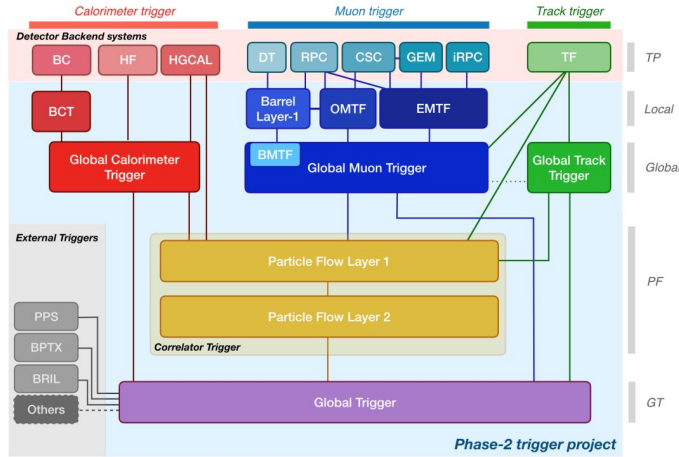 Calorimeter trigger
Muon trigger
Track trigger
Detector Backend systems
BC
HF
HGCAL
DT
RPC
CSC
GEM
iRPC
TF
TP
BCT
Barrel
Layer-1
OMTF
EMTF
Local
Global Calorimeter
Trigger
BMTF
Global Muon Trigger
Global Track
Trigger
Global
External Triggers
Particle Flow Layer 1
Particle Flow Layer 2
Correlator Trigger
PF
PPS
BPTX
BRIL
Others
Global Trigger
GT
Phase-2 trigger project